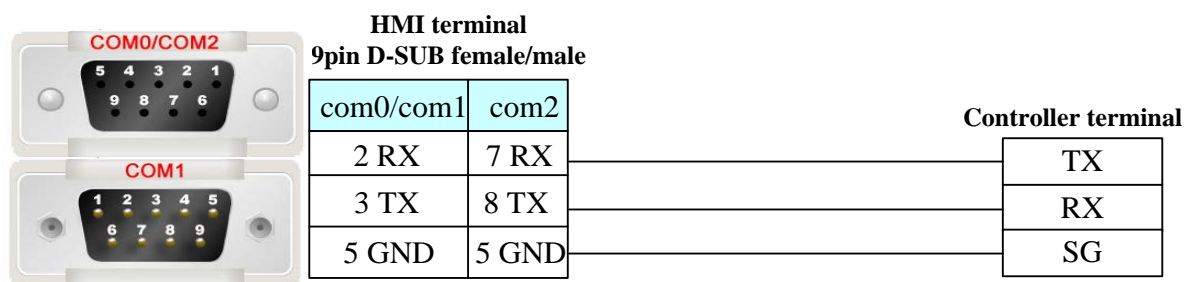 COM0/COM2
5 4 3 2 1
9 8 7 6
COM1
1 2 3 4 5
6 7 8 9
HMI terminal
9pin D-SUB female/male
com0/com1 com2
2 RX 7 RX
3 TX 8 TX
5 GND 5 GND
Controller terminal
TX
RX
SG